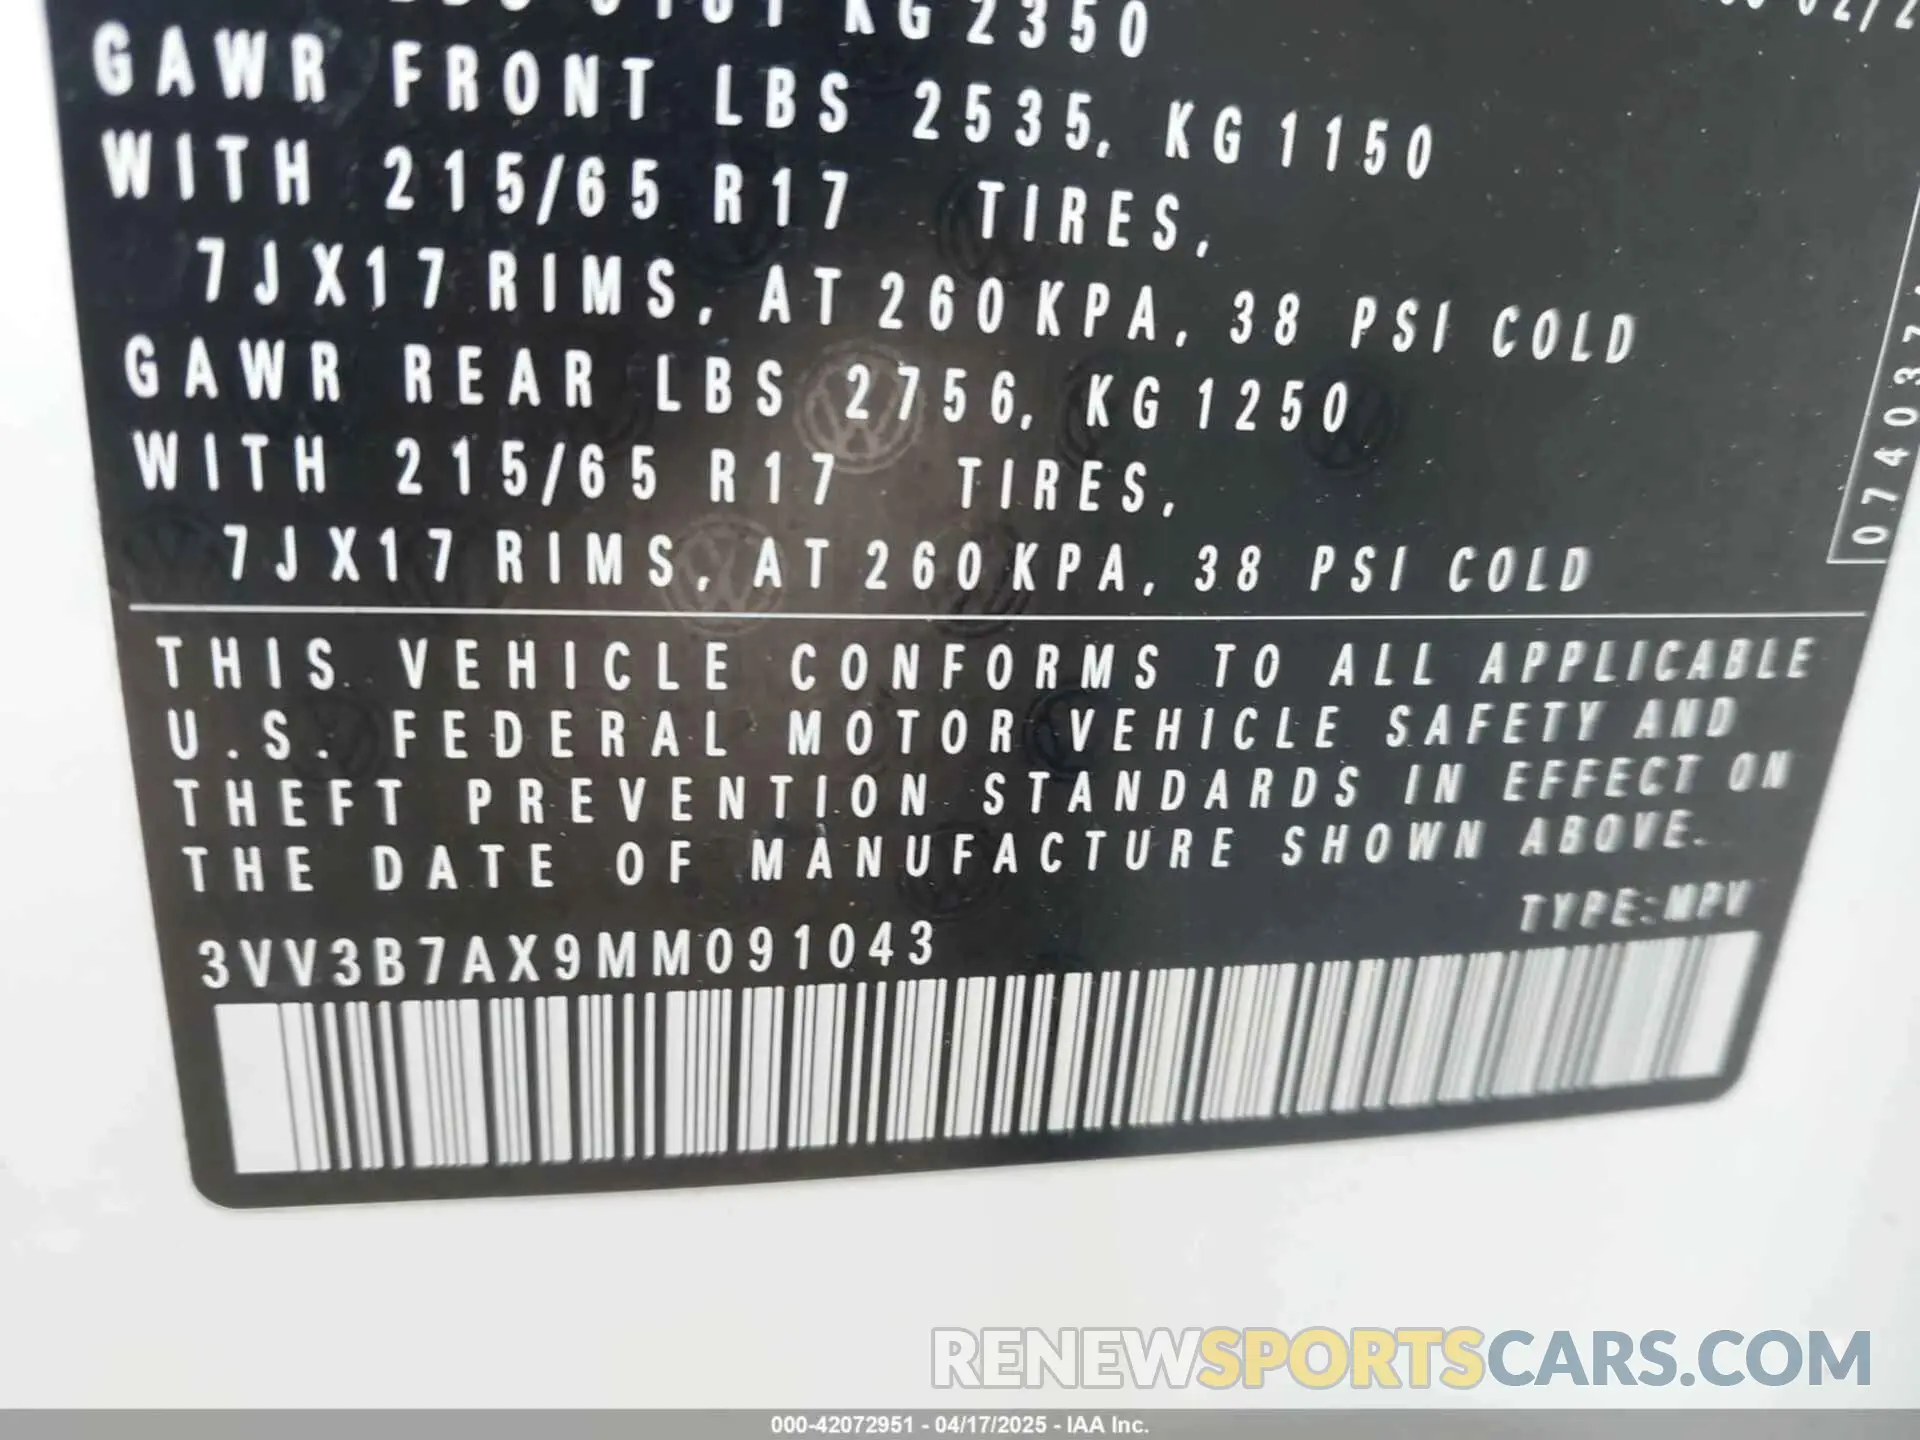 KG 2350
GAWR FRONT LBS 2535, KG 1150
WITH 215/65 R17 TIRES,
7JX17 RIMS, AT 260 KPA, 38 PSI COLD
GAWR REAR LBS 2756, KG 1250
WITH 215/65 R17 TIRES,
7JX17 RIMS, AT 260 KPA, 38 PSI COLD
THIS VEHICLE CONFORMS TO ALL APPLICABLE
U.S. FEDERAL MOTOR VEHICLE SAFETY AND
THEFT PREVENTION STANDARDS IN EFFECT ON
THE DATE OF MANUFACTURE SHOWN ABOVE.
TYPE: MPV
3VV3B7AX9MM091043
RENEWSPORTSCARS.COM
000-42072951 - 04/17/2025 - IAA Inc.